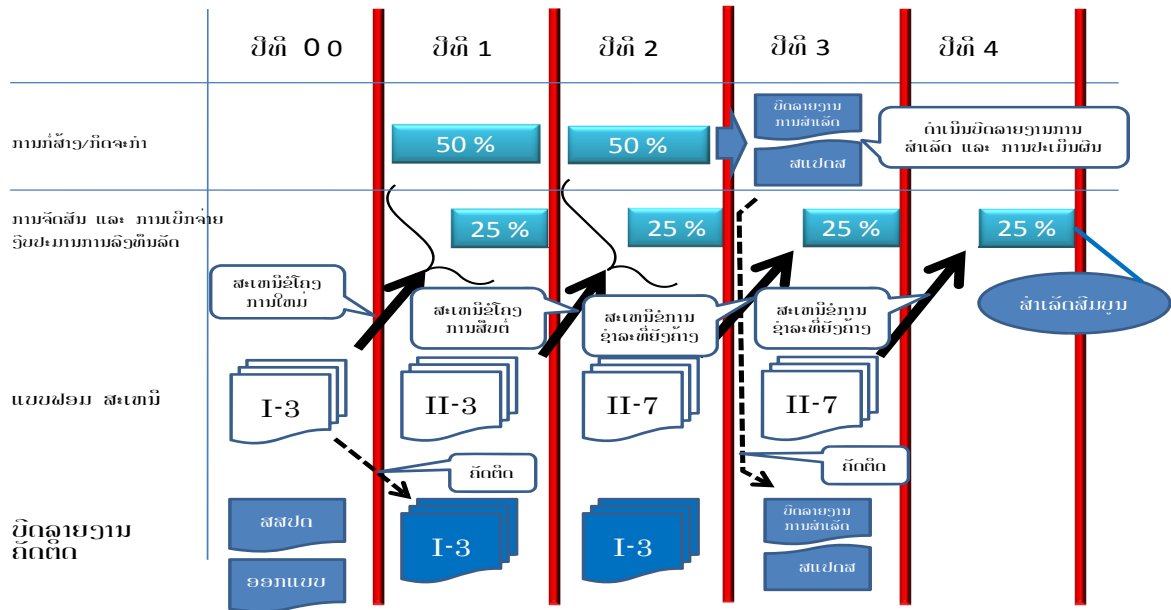 ປີທີ 0 0
ປີທີ 1
ປີທີ 2
ປີທີ 3
ປີທີ 4
ການກໍ່ສ້າງ/ກິດຈະກຳ
50 %
50 %
ບົດລາຍງານ
ການສຳເລັດ
ສແປດສ
ດຳເນີນບົດລາຍງານການ
ສຳເລັດ ແລະ ການປະເມີນຜົນ
ການຈັດສັນ ແລະ ການເບີກຈ່າຍ
ງົບປະມານການລົງທຶນລັດ
25 %
25 %
25 %
25 %
ສະເຫນີຂໍໂຄງ
ການໃຫມ່
ສະເຫນີຂໍໂຄງ
ການສືບຕໍ່
ສະເຫນີຂໍການ
ຊຳລະທີ່ຍັງຄ້າງ
ສະເຫນີຂໍການ
ຊຳລະທີ່ຍັງຄ້າງ
ສຳເລັດສົມບູນ
ແບບຟອມ ສະເຫນີ
I-3
II-3
II-7
II-7
ຄັດຕິດ
ຄັດຕິດ
ບົດລາຍງານ
ຄັດຕິດ
ສສປດ
ອອກແບບ
I-3
I-3
ບົດລາຍງານ
ການສຳເລັດ
ສແປດສ